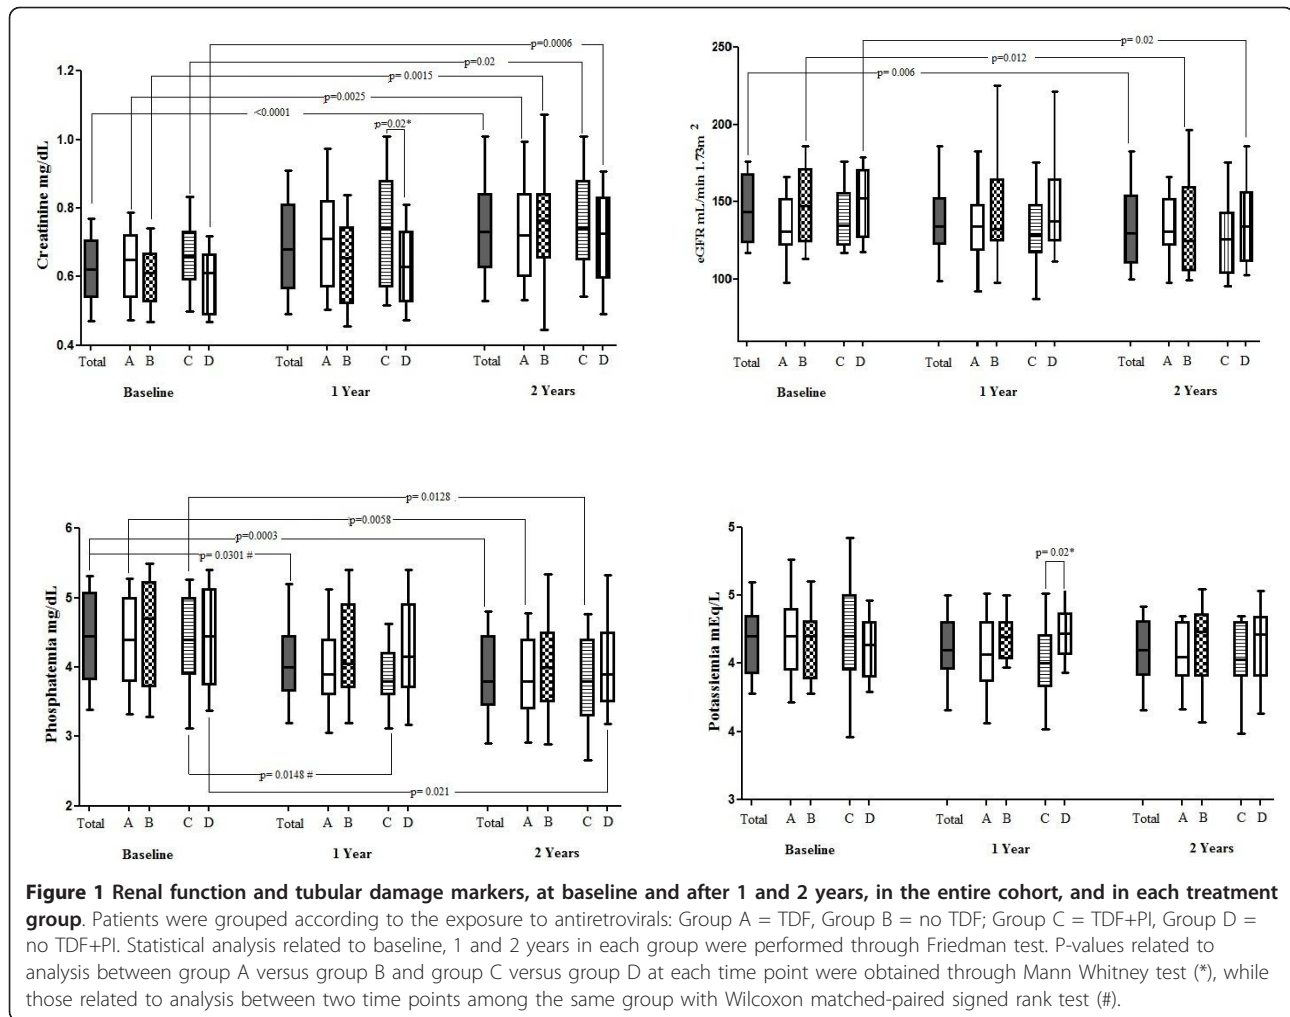 p=0.0006
p=0.02
p= 0.0015
p=0.0025
<0.0001
p=0.02*
1.2
1.0
0.8
0.6
0.4
Creatinine mg/dL
Total A B C D Total A B C D Total A B C D
Baseline 1 Year 2 Years
p= 0.02
p=0.012
p= 0.006
250
200
150
100
eGFR mL/min 1.73m²
Total A B C D Total A B C D Total A B C D
Baseline 1 Year 2 Years
p= 0.0128
p=0.0058
p=0.0003
p= 0.0301 #
p= 0.0148 #
p= 0.021
6
5
4
3
2
Phosphatemia mg/dL
Total A B C D Total A B C D Total A B C D
Baseline 1 Year 2 Years
p= 0.02*
5
5
4
4
3
Potassiemia mEq/L
Total A B C D Total A B C D Total A B C D
Baseline 1 Year 2 Years
Figure 1 Renal function and tubular damage markers, at baseline and after 1 and 2 years, in the entire cohort, and in each treatment
group. Patients were grouped according to the exposure to antiretrovirals: Group A = TDF, Group B = no TDF; Group C = TDF+PI, Group D =
no TDF+PI. Statistical analysis related to baseline, 1 and 2 years in each group were performed through Friedman test. P-values related to
analysis between group A versus group B and group C versus group D at each time point were obtained through Mann Whitney test (*), while
those related to analysis between two time points among the same group with Wilcoxon matched-paired signed rank test (#).